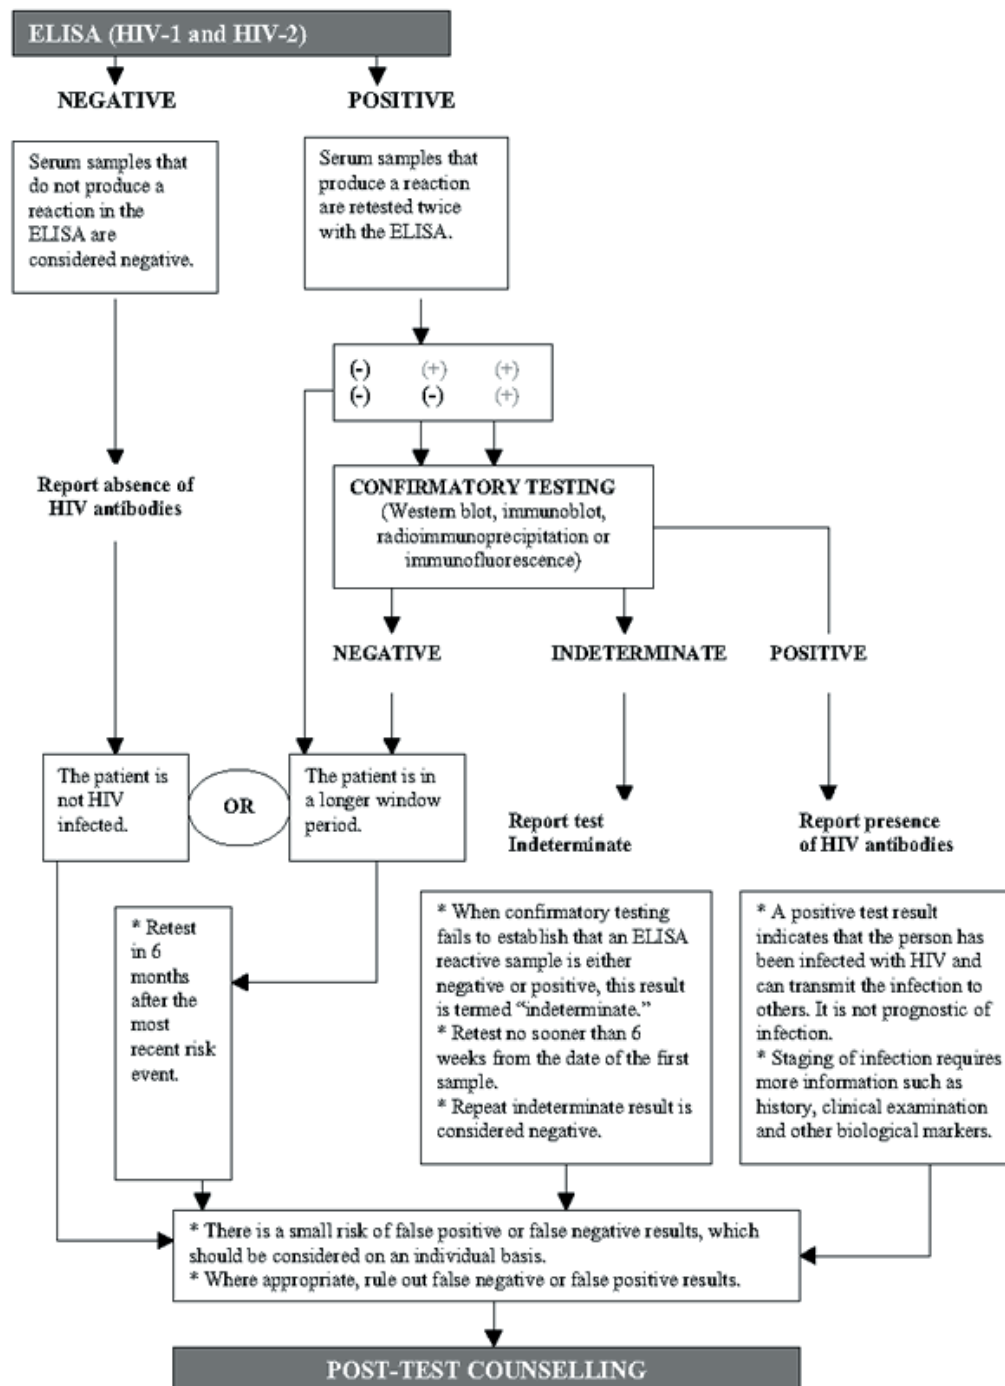 ELISA (HIV-1 and HIV-2)
NEGATIVE
POSITIVE
Serum samples that
do not produce a
reaction in the
ELISA are
considered negative.
Serum samples that
produce a reaction
are retested twice
with the ELISA.
(-) (+) (+)
(-) (-) (+)
Report absence of
HIV antibodies
CONFIRMATORY TESTING
(Western blot, immunoblot,
radioimmunoprecipitation or
immunofluorescence)
NEGATIVE
INDETERMINATE
POSITIVE
The patient is
not HIV
infected.
OR
The patient is in
a longer window
period.
Report test
Indeterminate
Report presence
of HIV antibodies
* Retest
in 6
months
after the
most
recent risk
event.
* When confirmatory testing
fails to establish that an ELISA
reactive sample is either
negative or positive, this result
is termed “indeterminate.”
* Retest no sooner than 6
weeks from the date of the first
sample.
* Repeat indeterminate result is
considered negative.
* A positive test result
indicates that the person has
been infected with HIV and
can transmit the infection to
others. It is not prognostic of
infection.
* Staging of infection requires
more information such as
history, clinical examination
and other biological markers.
* There is a small risk of false positive or false negative results, which
should be considered on an individual basis.
* Where appropriate, rule out false negative or false positive results.
POST-TEST COUNSELLING